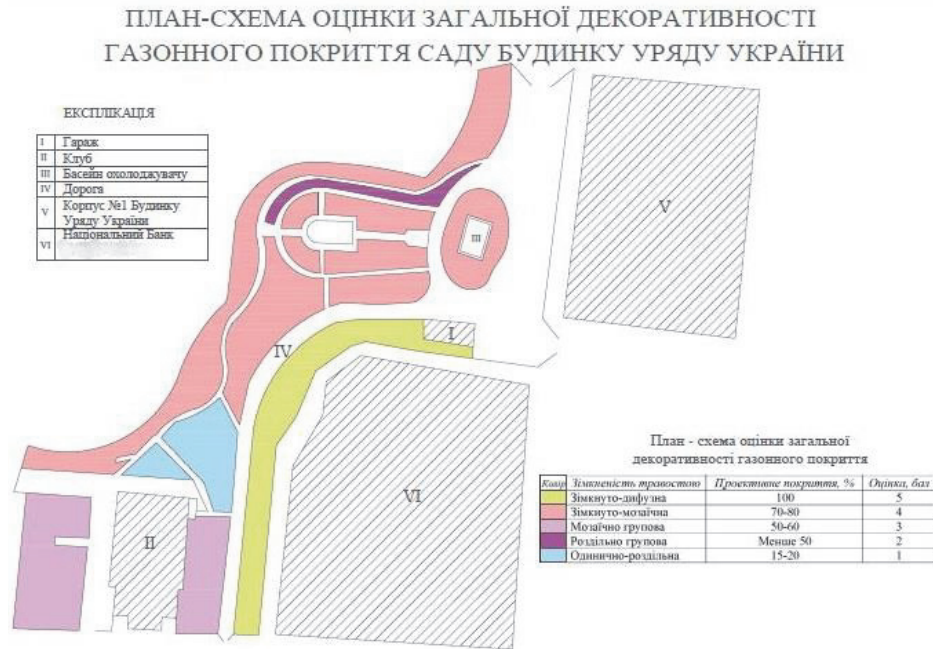 ПЛАН-СХЕМА ОЦІНКИ ЗАГАЛЬНОЇ ДЕКОРАТИВНОСТІ
ГАЗОННОГО ПОКРИТТЯ САДУ БУДИНКУ УРЯДУ УКРАЇНИ
ЕКСПЛІКАЦІЯ
I Гараж
II Клуб
III Басейн охолоджувачу
IV Дорога
V Корпус №1 Будинку
Уряду України
VI Національний Банк
V
III
I
IV
VI
II
План - схема оцінки загальної
декоративності газонного покриття
Колір Зімкненість травостою Проективне покриття, % Оцінка, бал
Зімкнуто-дифузна 100 5
Зімкнуто-мозаїчна 70-80 4
Мозаїчно групова 50-60 3
Роздільно групова Менше 50 2
Одинично-роздільна 15-20 1